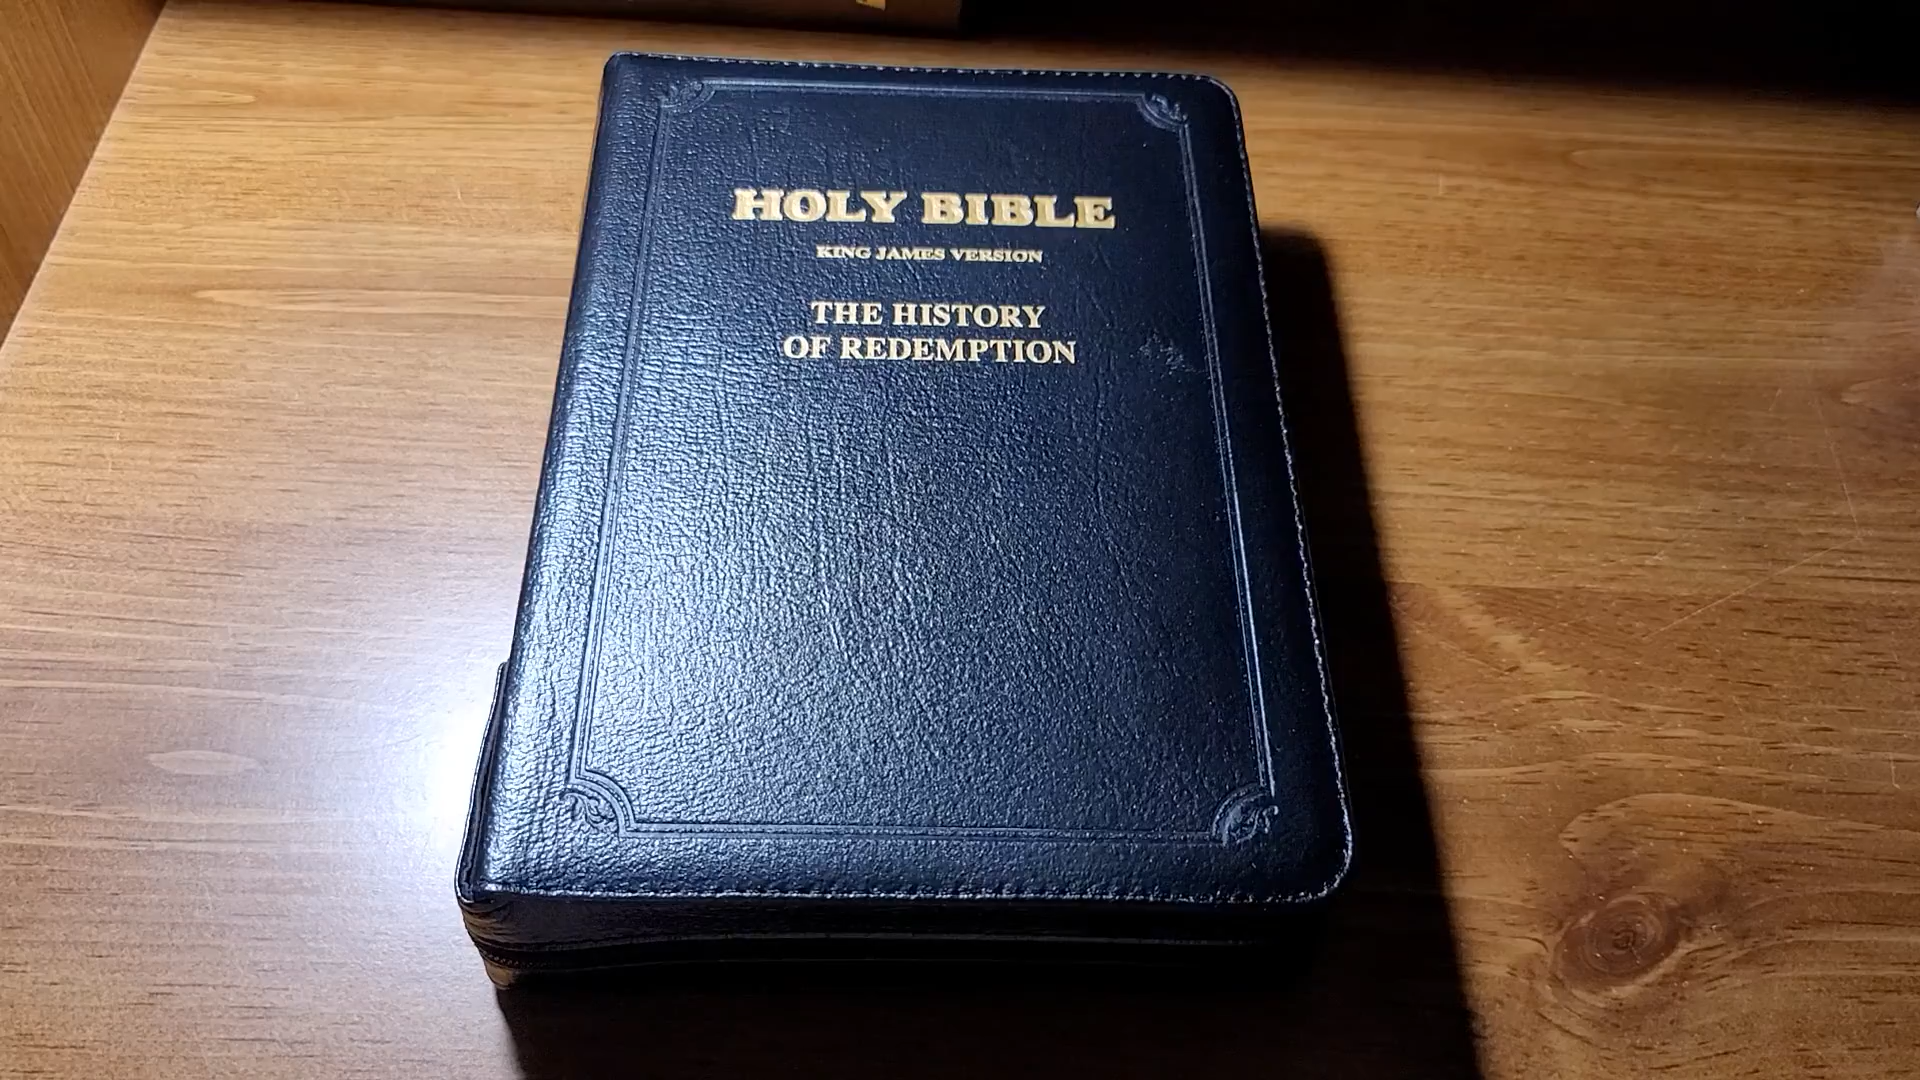 HOLY BIBLE
KING JAMES VERSION
THE HISTORY
OF REDEMPTION